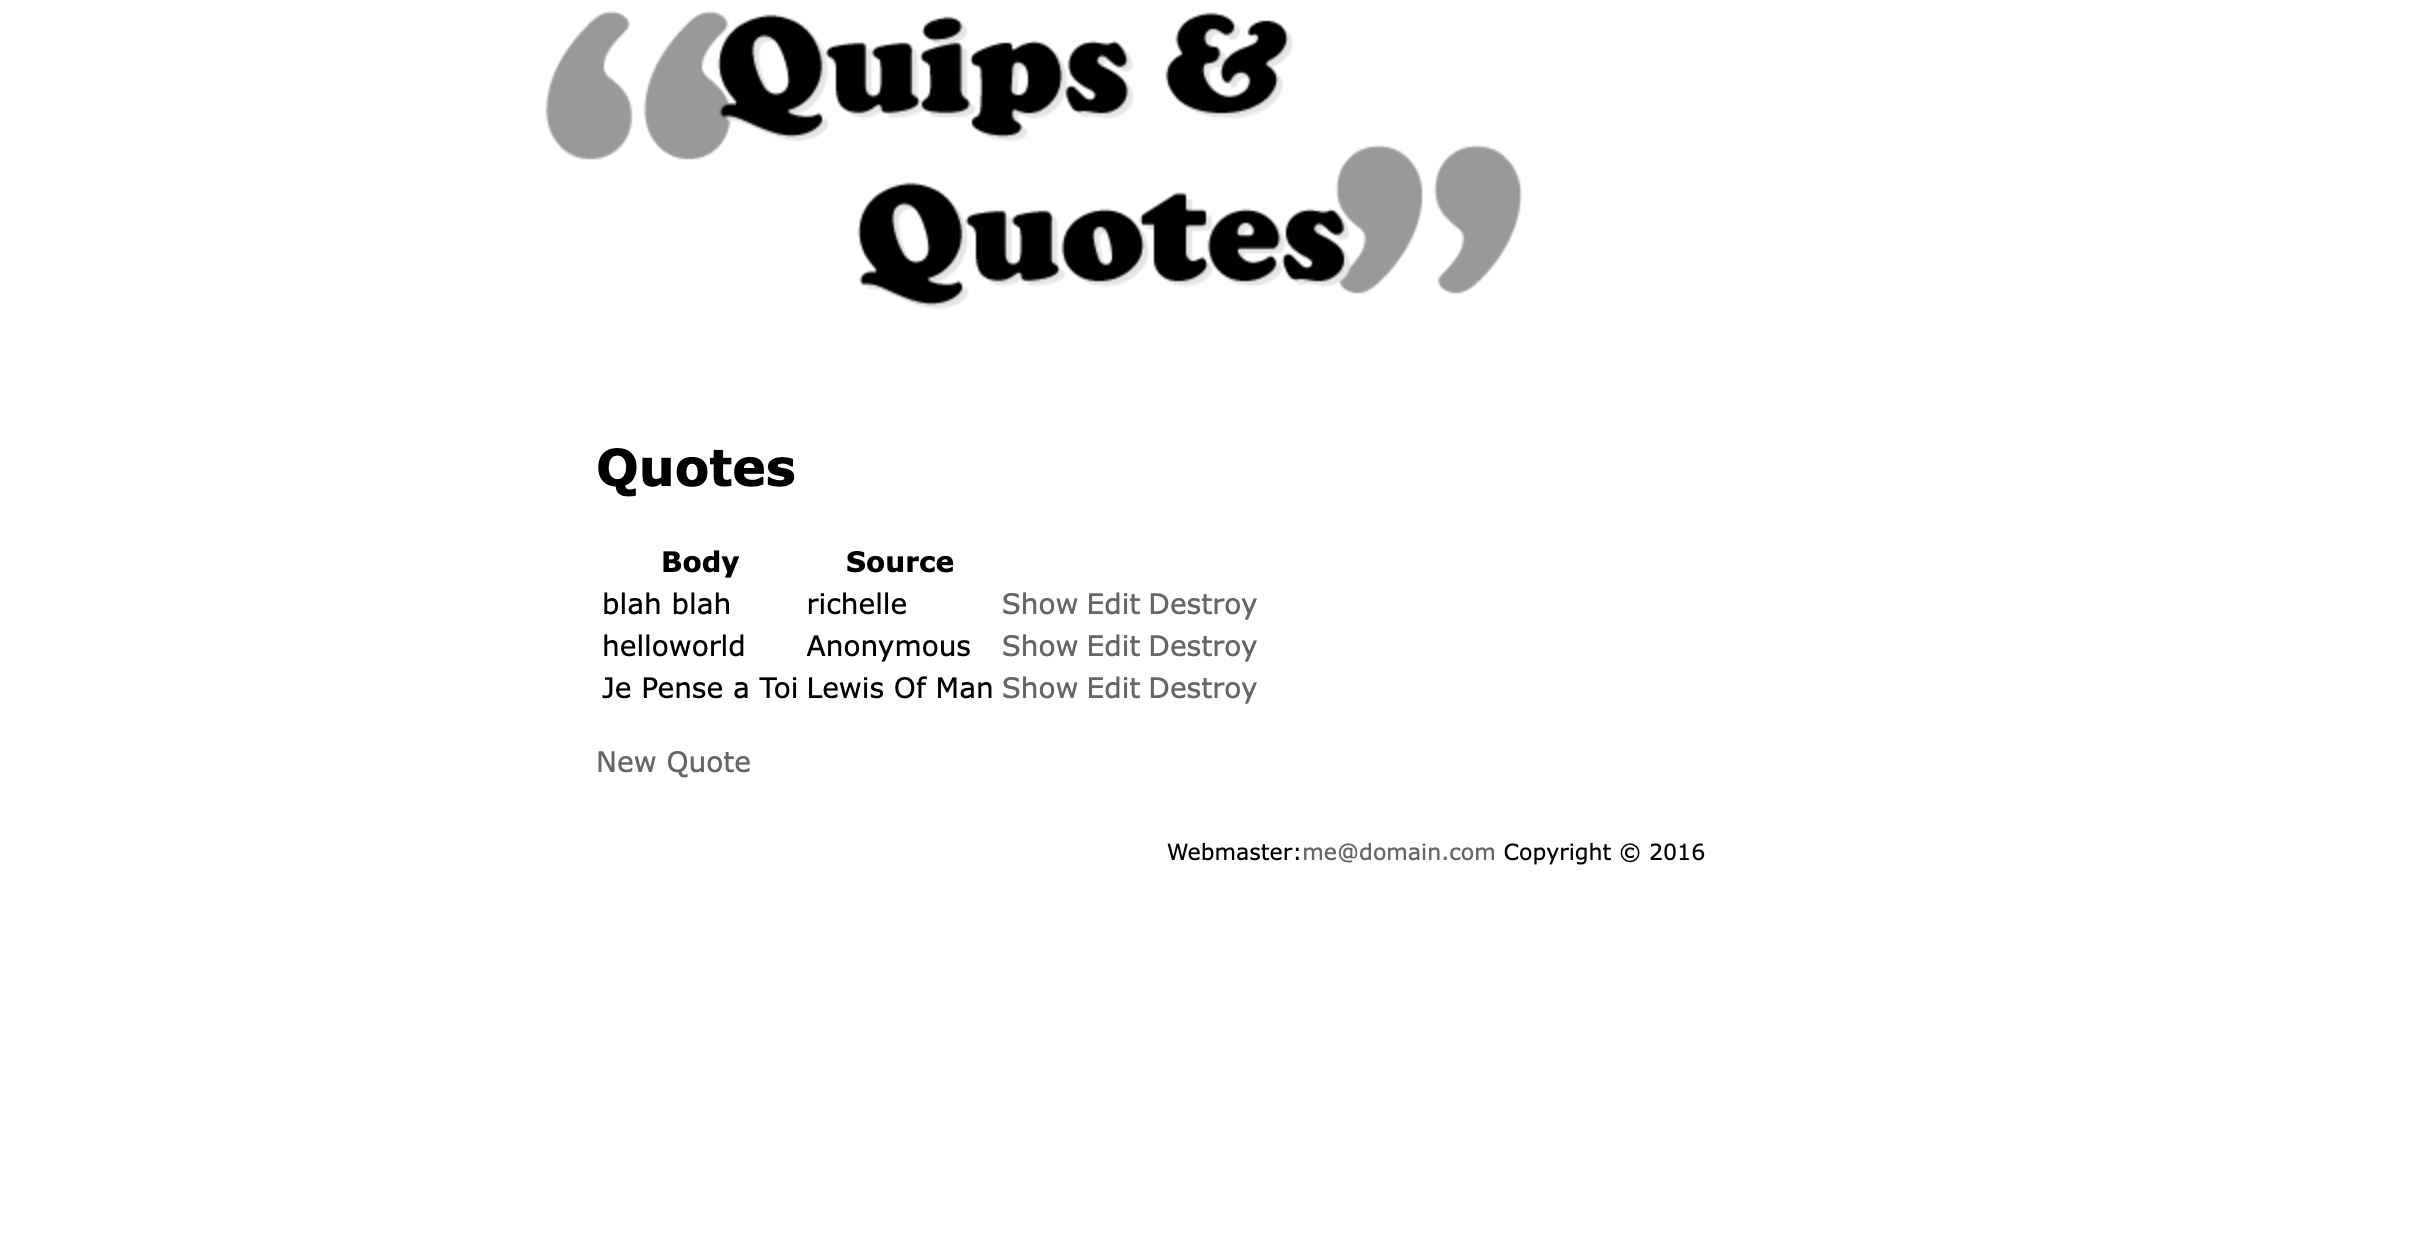 Quips &
Quotes
Quotes
Body Source
blah blah richelle Show Edit Destroy
helloworld Anonymous Show Edit Destroy
Je Pense a Toi Lewis Of Man Show Edit Destroy
New Quote
Webmaster:me@domain.com Copyright © 2016